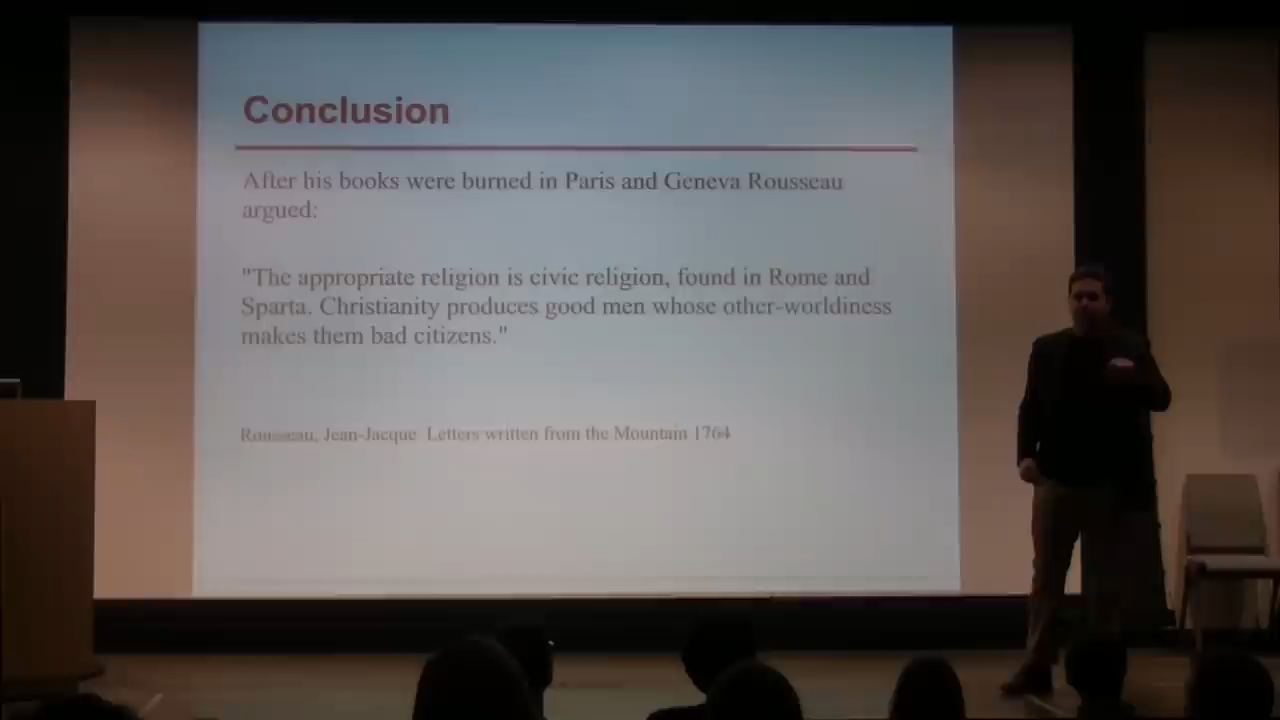 Conclusion
After his books were burned in Paris and Geneva Rousseau
argued:
"The appropriate religion is civic religion, found in Rome and
Sparta. Christianity produces good men whose other-worldiness
makes them bad citizens."
Rousseau, Jean-Jacque Letters written from the Mountain 1764